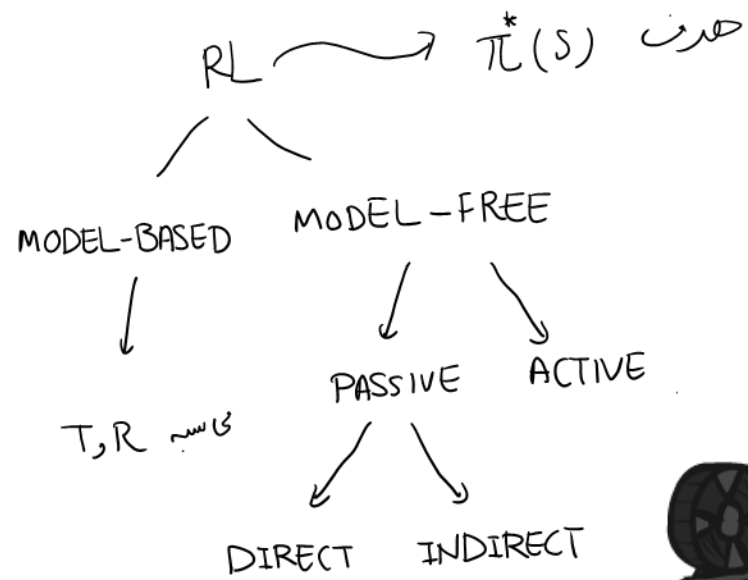 RL π*(S) هدف
MODEL-BASED MODEL-FREE
PASSIVE ACTIVE
T,R محاسبه
DIRECT INDIRECT